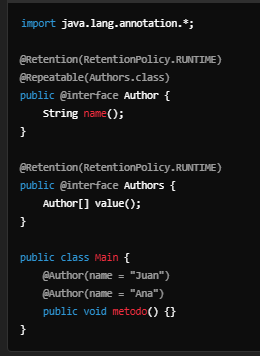 import java.lang.annotation.*;

@Retention(RetentionPolicy.RUNTIME)
@Repeatable(Authors.class)
public @interface Author {
    String name();
}

@Retention(RetentionPolicy.RUNTIME)
public @interface Authors {
    Author[] value();
}

public class Main {
    @Author(name = "Juan")
    @Author(name = "Ana")
    public void metodo() {}
}